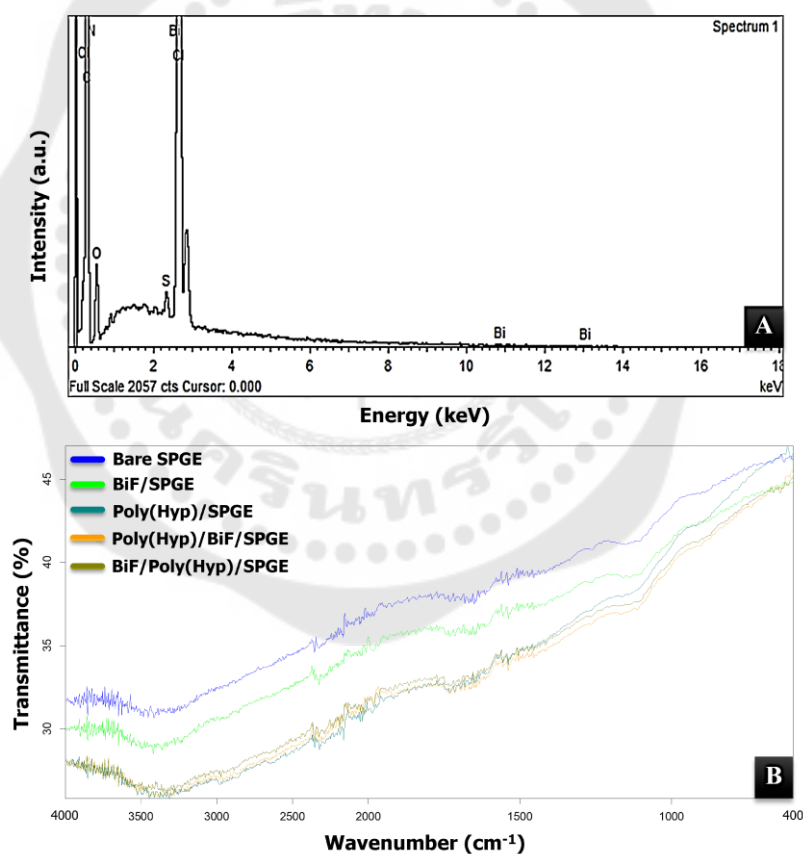 Spectrum 1
N
Bi
Cl
Cl
C
O
S
Bi
Bi
Intensity (a.u.)
A
0 2 4 6 8 10 12 14 16 18
Full Scale 2057 cts Cursor: 0.000
keV
Energy (keV)
Bare SPGE
BiF/SPGE
Poly(Hyp)/SPGE
Poly(Hyp)/BiF/SPGE
BiF/Poly(Hyp)/SPGE
45
40
35
30
Transmittance (%)
B
4000 3500 3000 2500 2000 1500 1000 400
Wavenumber (cm⁻¹)